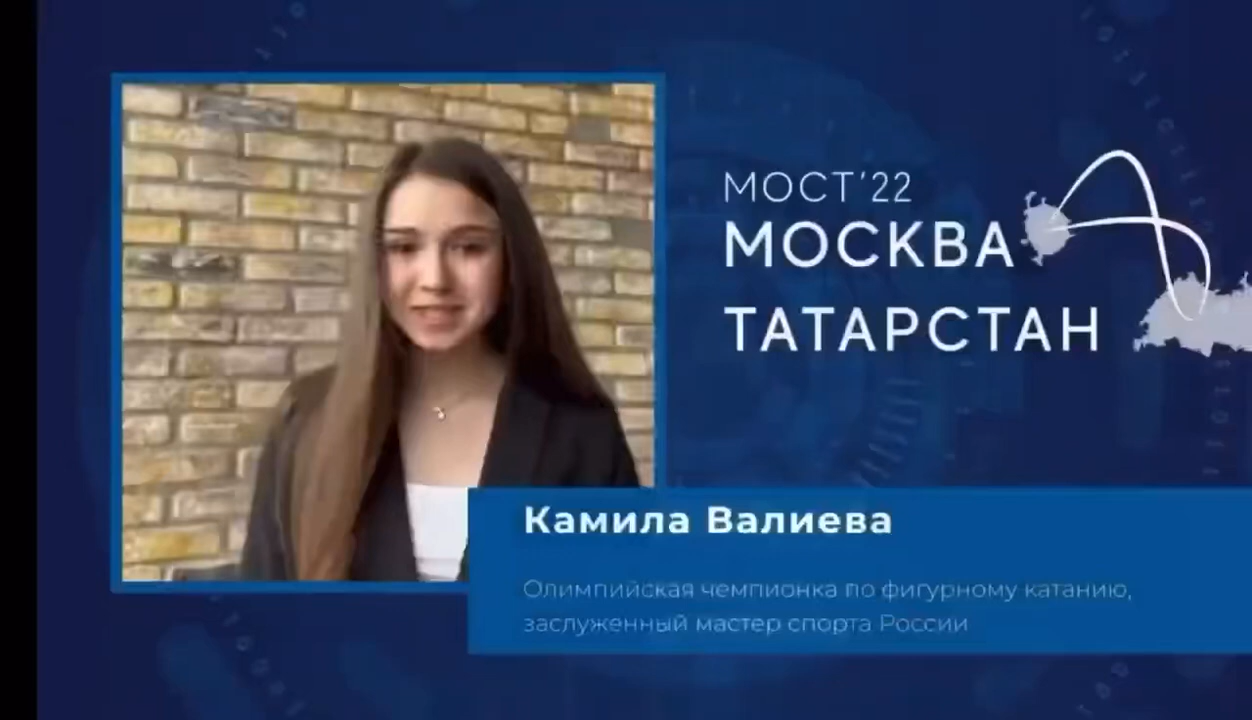 МОСТ'22
МОСКВА
ТАТАРСТАН
Камила Валиева
Олимпийская чемпионка по фигурному катанию,
заслуженный мастер спорта России